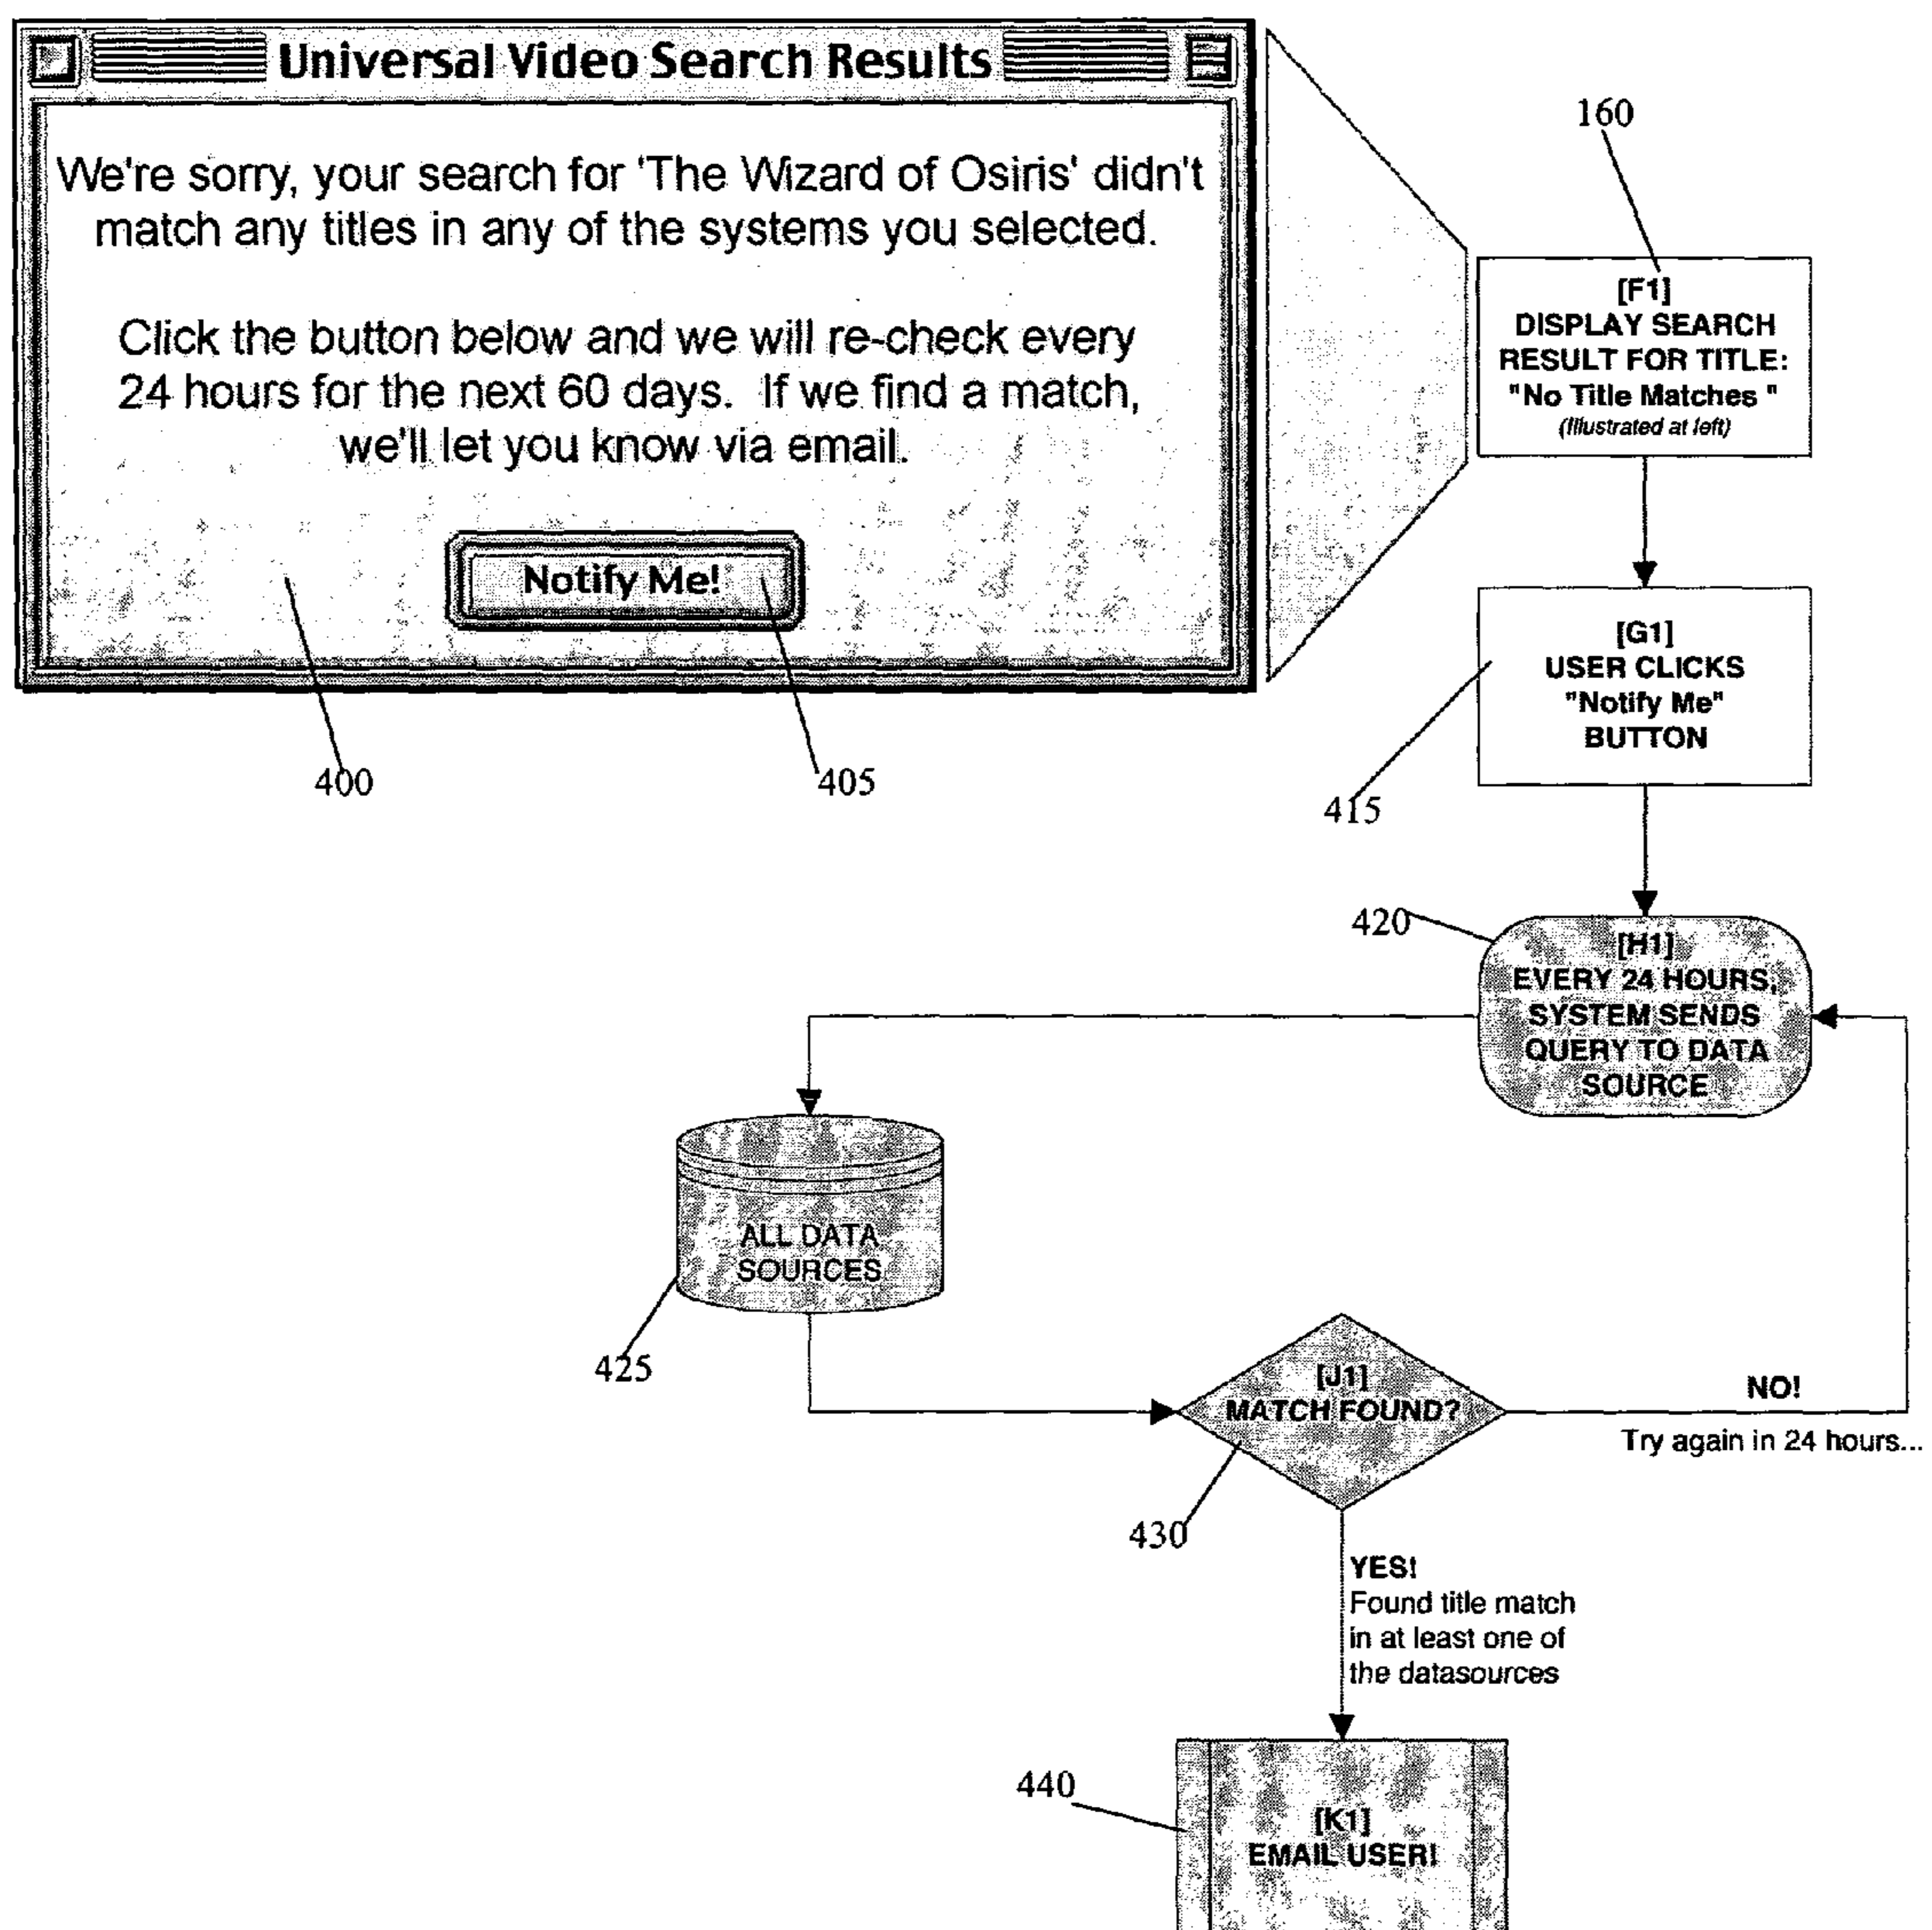 Universal Video Search Results
We're sorry, your search for 'The Wizard of Osiris' didn't
match any titles in any of the systems you selected.
Click the button below and we will re-check every
24 hours for the next 60 days. If we find a match,
we'll let you know via email.
Notify Me!
400
405
160
[F1]
DISPLAY SEARCH
RESULT FOR TITLE:
"No Title Matches "
(Illustrated at left)
[G1]
USER CLICKS
"Notify Me"
BUTTON
415
420
[H1]
EVERY 24 HOURS,
SYSTEM SENDS
QUERY TO DATA
SOURCE
ALL DATA
SOURCES
425
[J1]
MATCH FOUND?
430
NO!
Try again in 24 hours...
YES!
Found title match
in at least one of
the datasources
440
[K1]
EMAIL USER!